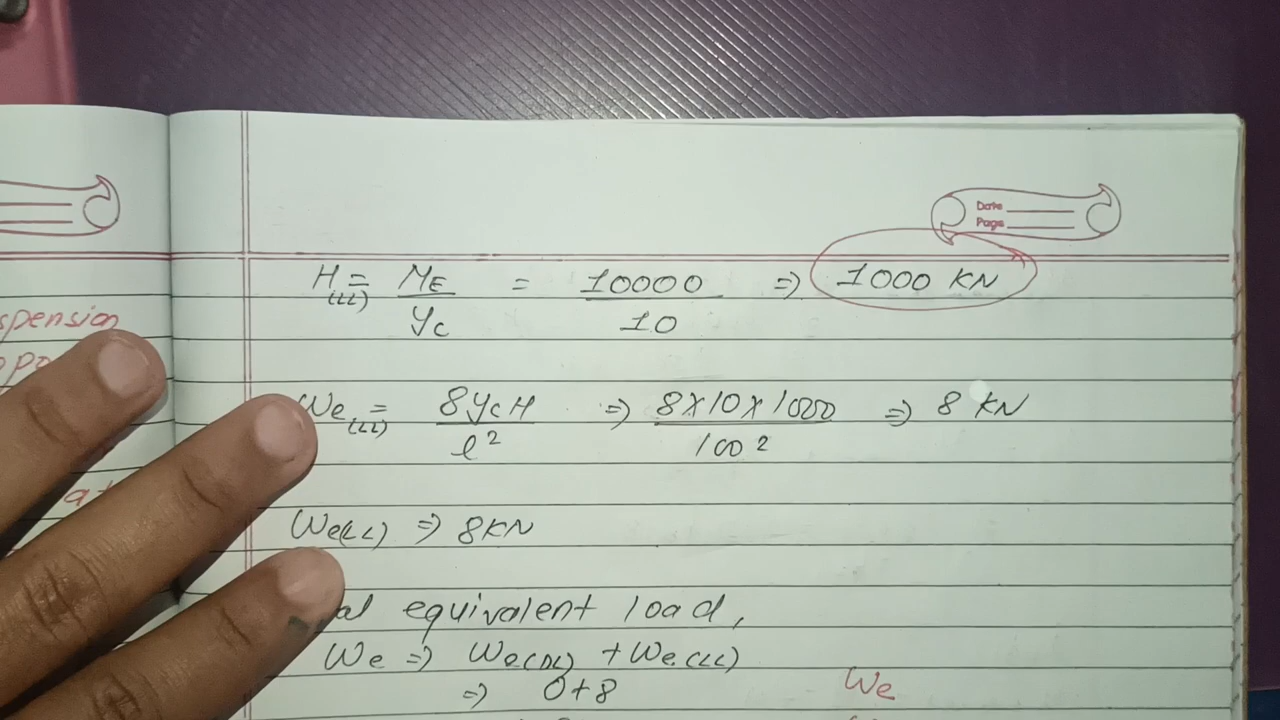 Date
Page
H(LL) = ME/yc = 10000/10 ⇒ 1000 KN
We(LL) = 8ycH/l² ⇒ 8×10×1000/100² ⇒ 8 KN
We(LL) ⇒ 8KN
equivalent load,
We ⇒ We(DL) + We(LL)
⇒ 0+8
We
spension